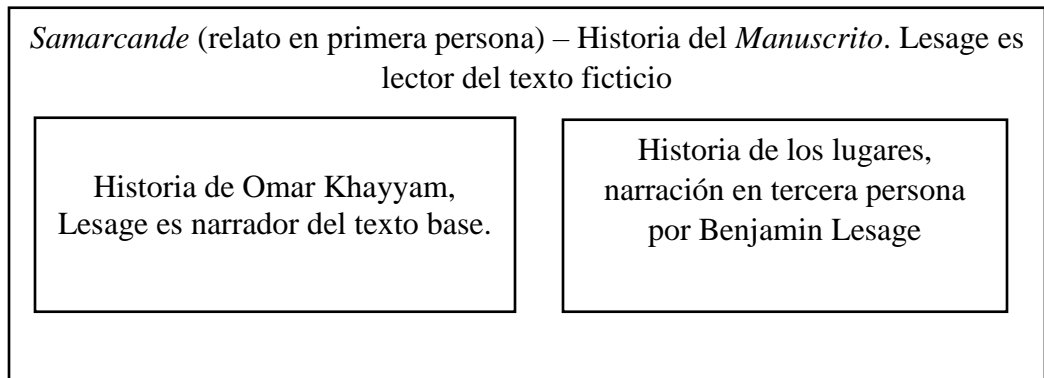 Samarcande (relato en primera persona) – Historia del Manuscrito. Lesage es
lector del texto ficticio
Historia de Omar Khayyam,
Lesage es narrador del texto base.
Historia de los lugares,
narración en tercera persona
por Benjamin Lesage